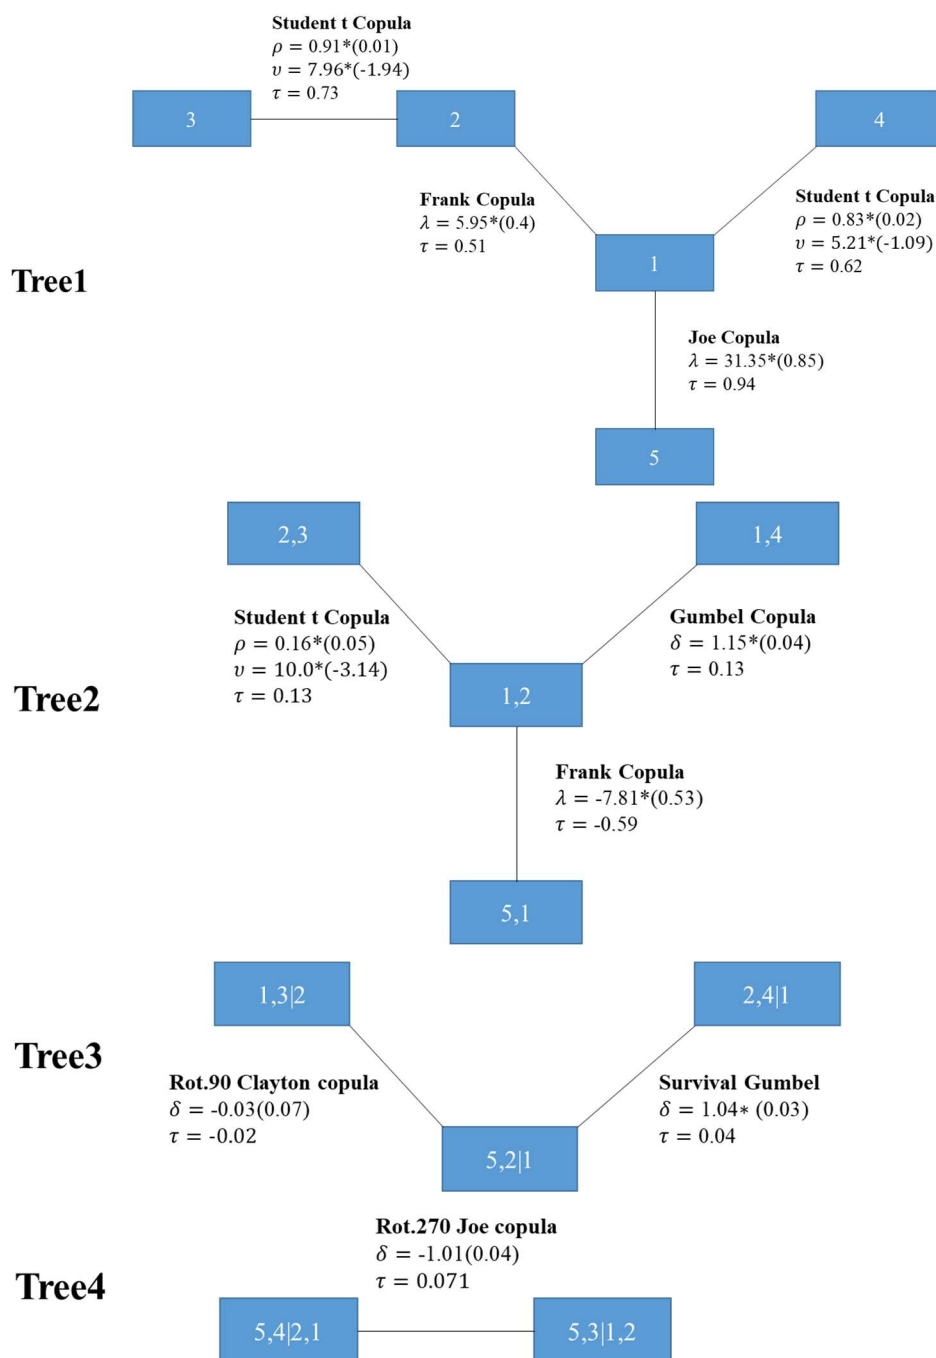 Student t Copula
ρ = 0.91*(0.01)
υ = 7.96*(-1.94)
τ = 0.73
3
2
4
Frank Copula
λ = 5.95*(0.4)
τ = 0.51
Student t Copula
ρ = 0.83*(0.02)
υ = 5.21*(-1.09)
τ = 0.62
1
Tree1
Joe Copula
λ = 31.35*(0.85)
τ = 0.94
5
2,3
1,4
Student t Copula
ρ = 0.16*(0.05)
υ = 10.0*(-3.14)
τ = 0.13
Gumbel Copula
δ = 1.15*(0.04)
τ = 0.13
Tree2
1,2
Frank Copula
λ = -7.81*(0.53)
τ = -0.59
5,1
1,3|2
2,4|1
Tree3
Rot.90 Clayton copula
δ = -0.03(0.07)
τ = -0.02
Survival Gumbel
δ = 1.04* (0.03)
τ = 0.04
5,2|1
Rot.270 Joe copula
δ = -1.01(0.04)
τ = 0.071
Tree4
5,4|2,1
5,3|1,2